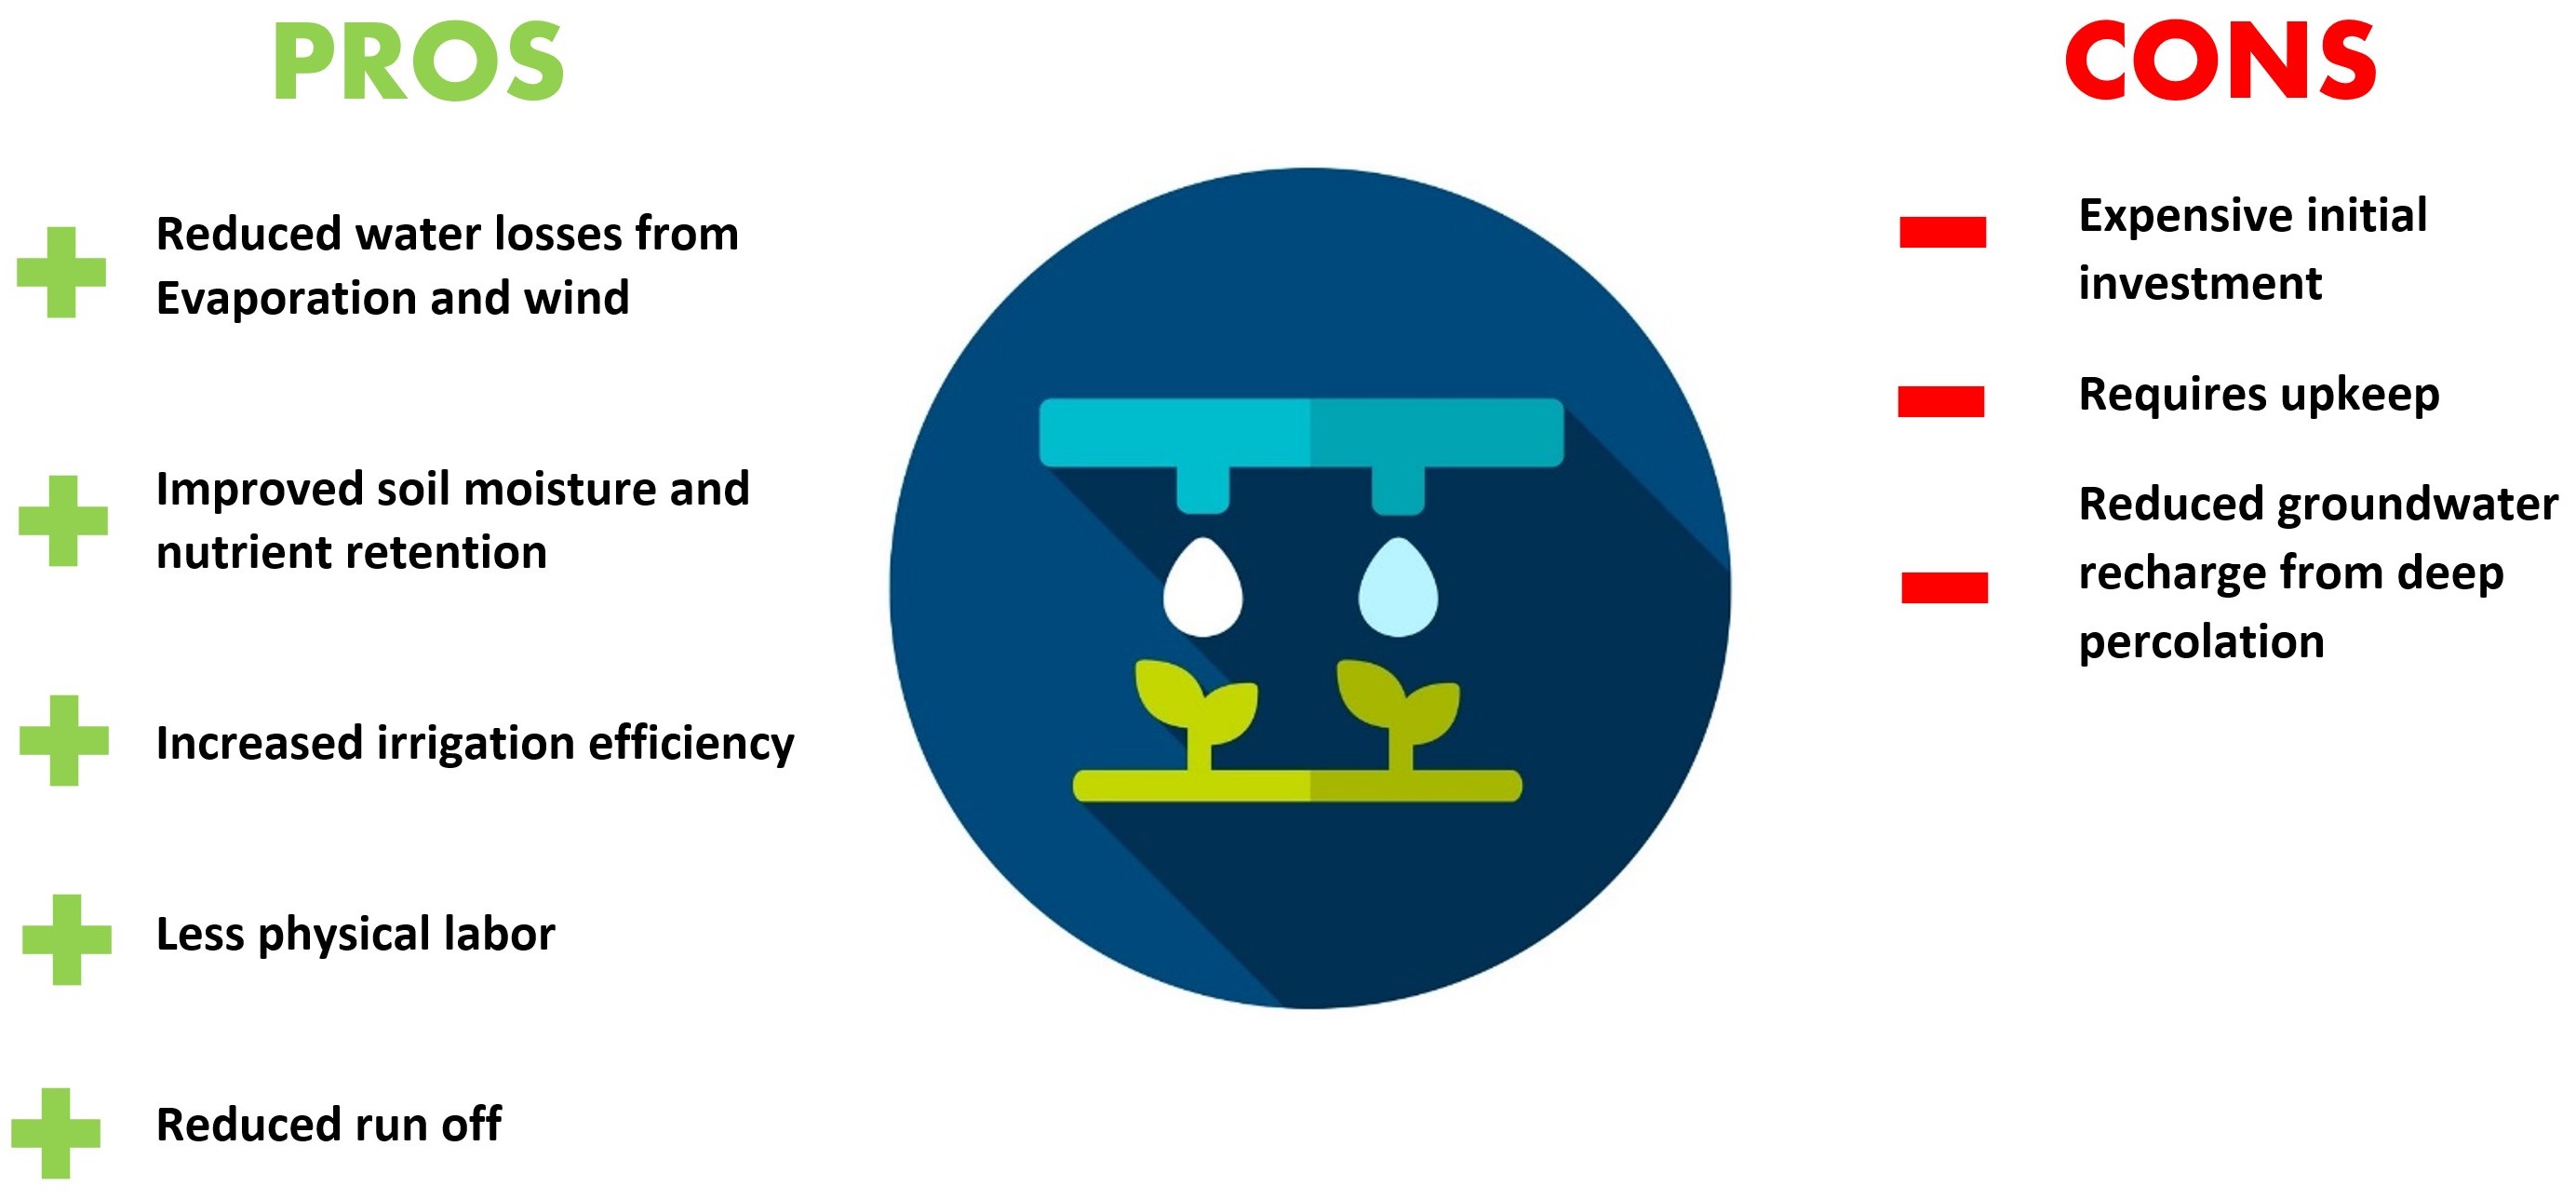 PROS
Reduced water losses from
Evaporation and wind
Improved soil moisture and
nutrient retention
Increased irrigation efficiency
Less physical labor
Reduced run off
CONS
Expensive initial
investment
Requires upkeep
Reduced groundwater
recharge from deep
percolation